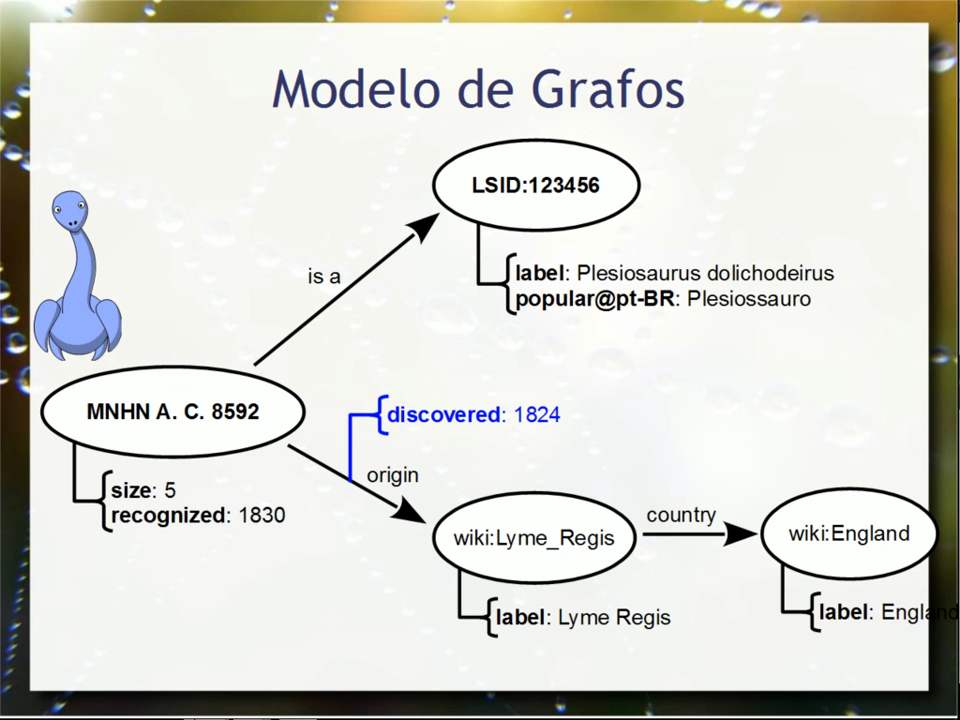 Modelo de Grafos
LSID:123456
is a
label: Plesiosaurus dolichodeirus
popular@pt-BR: Plesiossauro
MNHN A. C. 8592
discovered: 1824
origin
size: 5
recognized: 1830
wiki:Lyme_Regis
country
wiki:England
label: Lyme Regis
label: England